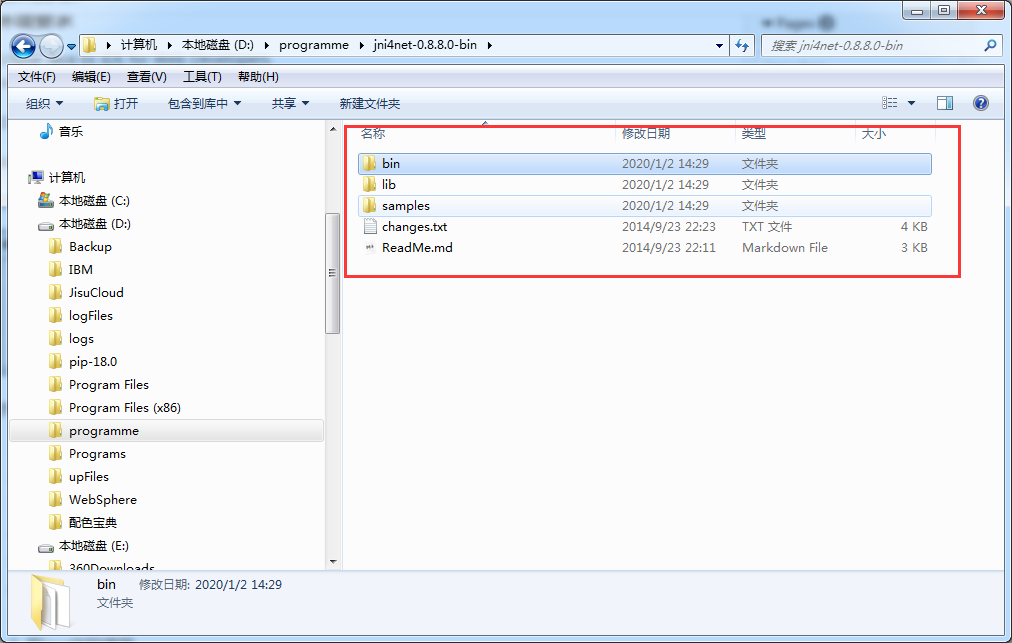 计算机 本地磁盘 (D:) programme jni4net-0.8.8.0-bin
搜索 jni4net-0.8.8.0-bin
文件(F) 编辑(E) 查看(V) 工具(T) 帮助(H)
组织 打开 包含到库中 共享 新建文件夹
音乐
计算机
本地磁盘 (C:)
本地磁盘 (D:)
Backup
IBM
JisuCloud
logFiles
logs
pip-18.0
Program Files
Program Files (x86)
programme
Programs
upFiles
WebSphere
配色宝典
本地磁盘 (E:)
360Downloads
名称 修改日期 类型 大小
bin 2020/1/2 14:29 文件夹
lib 2020/1/2 14:29 文件夹
samples 2020/1/2 14:29 文件夹
changes.txt 2014/9/23 22:23 TXT 文件 4 KB
ReadMe.md 2014/9/23 22:11 Markdown File 3 KB
bin 修改日期: 2020/1/2 14:29
文件夹